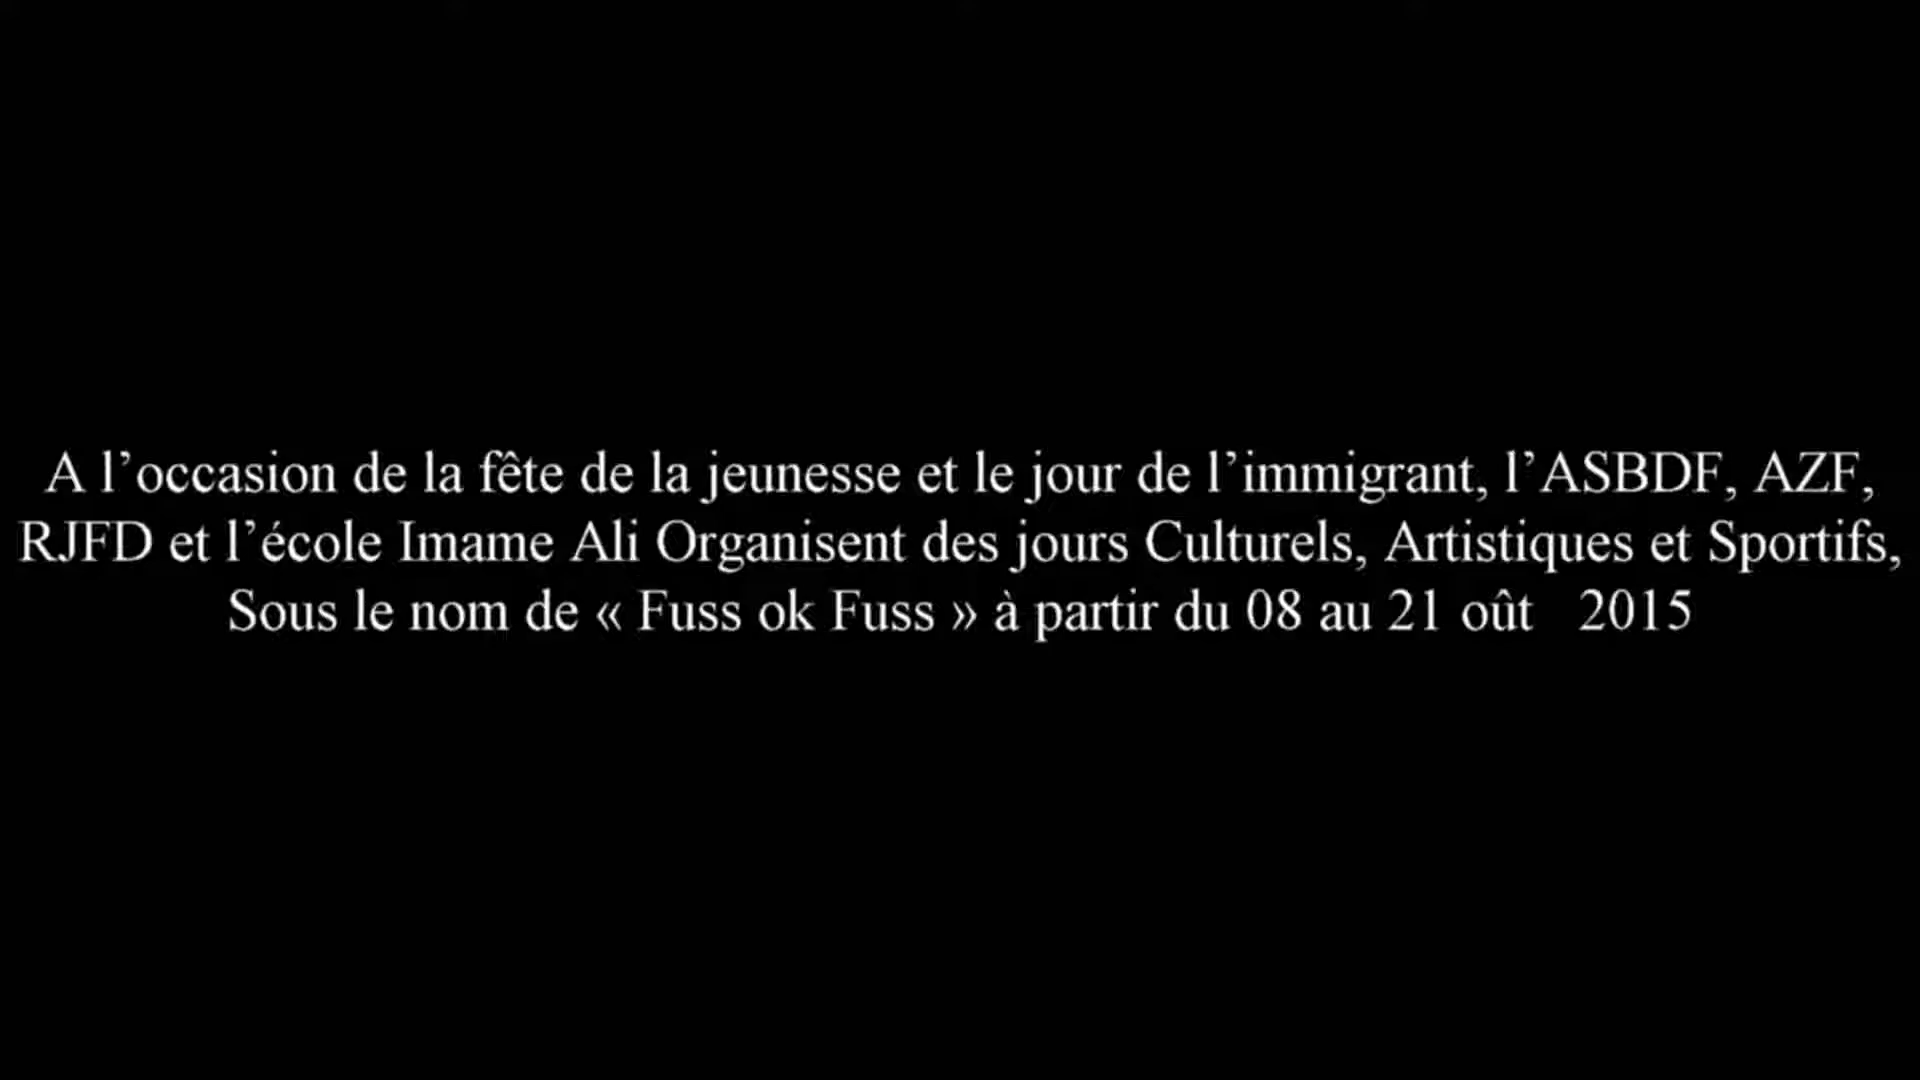 A l’occasion de la fête de la jeunesse et le jour de l’immigrant, l’ASBDF, AZF,
RJFD et l’école Imame Ali Organisent des jours Culturels, Artistiques et Sportifs,
Sous le nom de « Fuss ok Fuss » à partir du 08 au 21 oût 2015